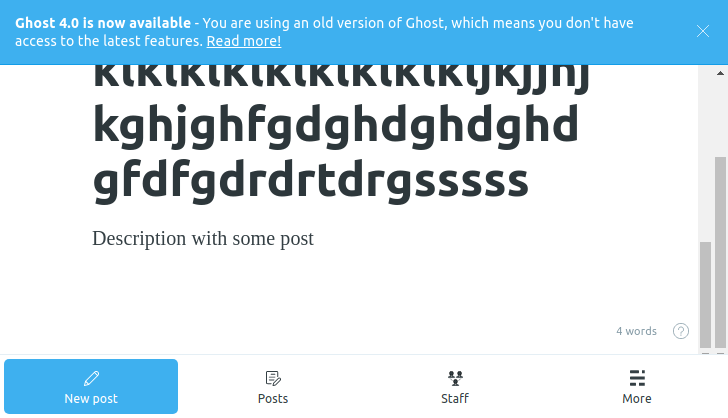 Ghost 4.0 is now available - You are using an old version of Ghost, which means you don't have
access to the latest features. Read more!
kghjghfgdghdghdghd
gfdfgdrdrtdrgsssss
Description with some post
4 words
?
New post
Posts
Staff
More